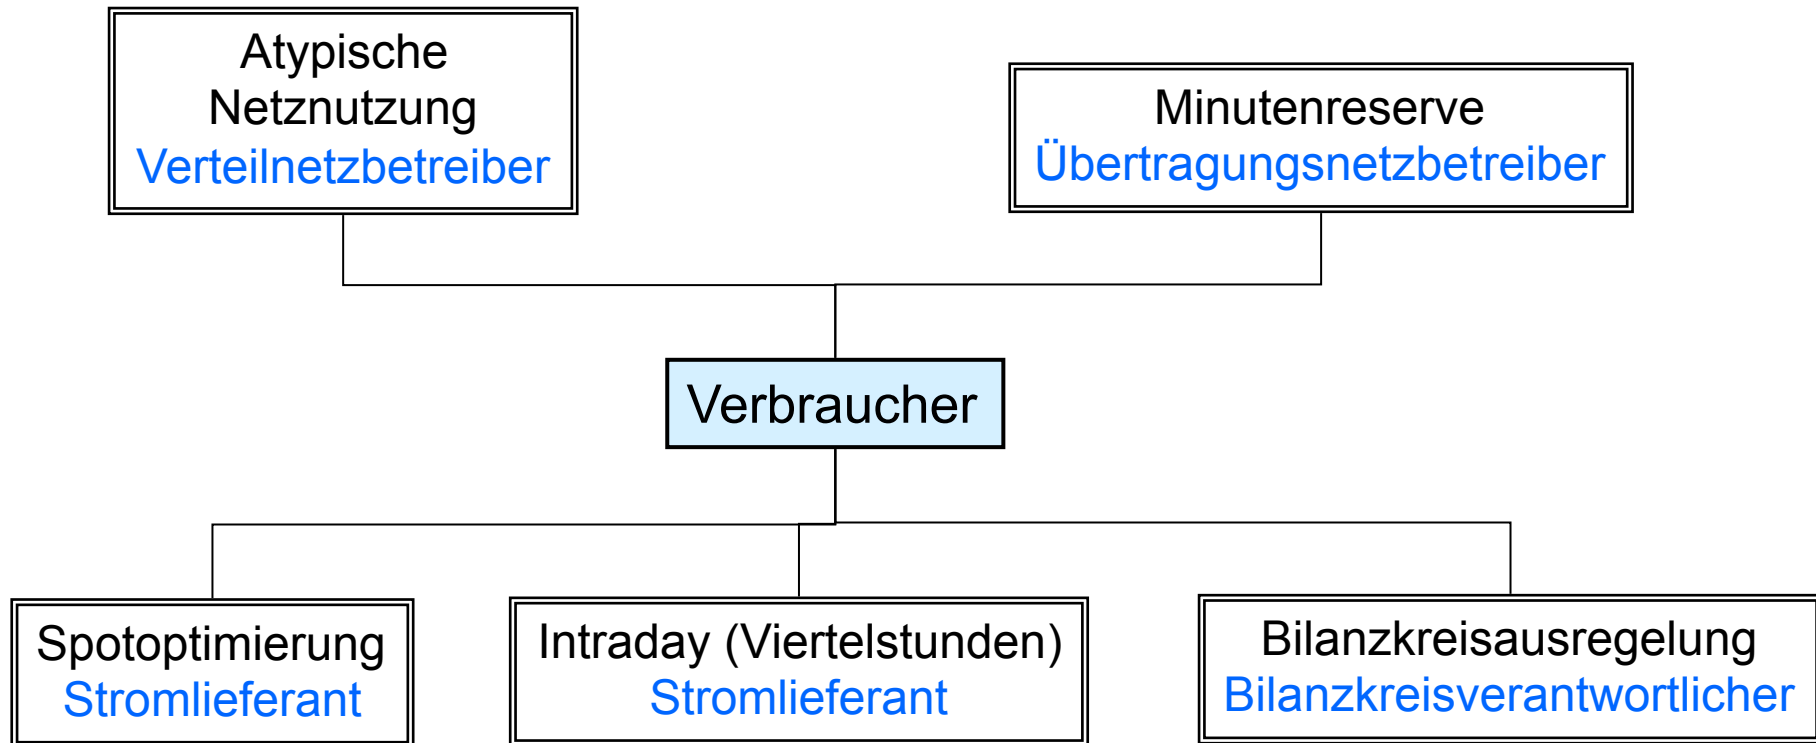 Atypische
Netznutzung
Verteilnetzbetreiber
Minutenreserve
Übertragungsnetzbetreiber
Verbraucher
Spotoptimierung
Stromlieferant
Intraday (Viertelstunden)
Stromlieferant
Bilanzkreisausregelung
Bilanzkreisverantwortlicher